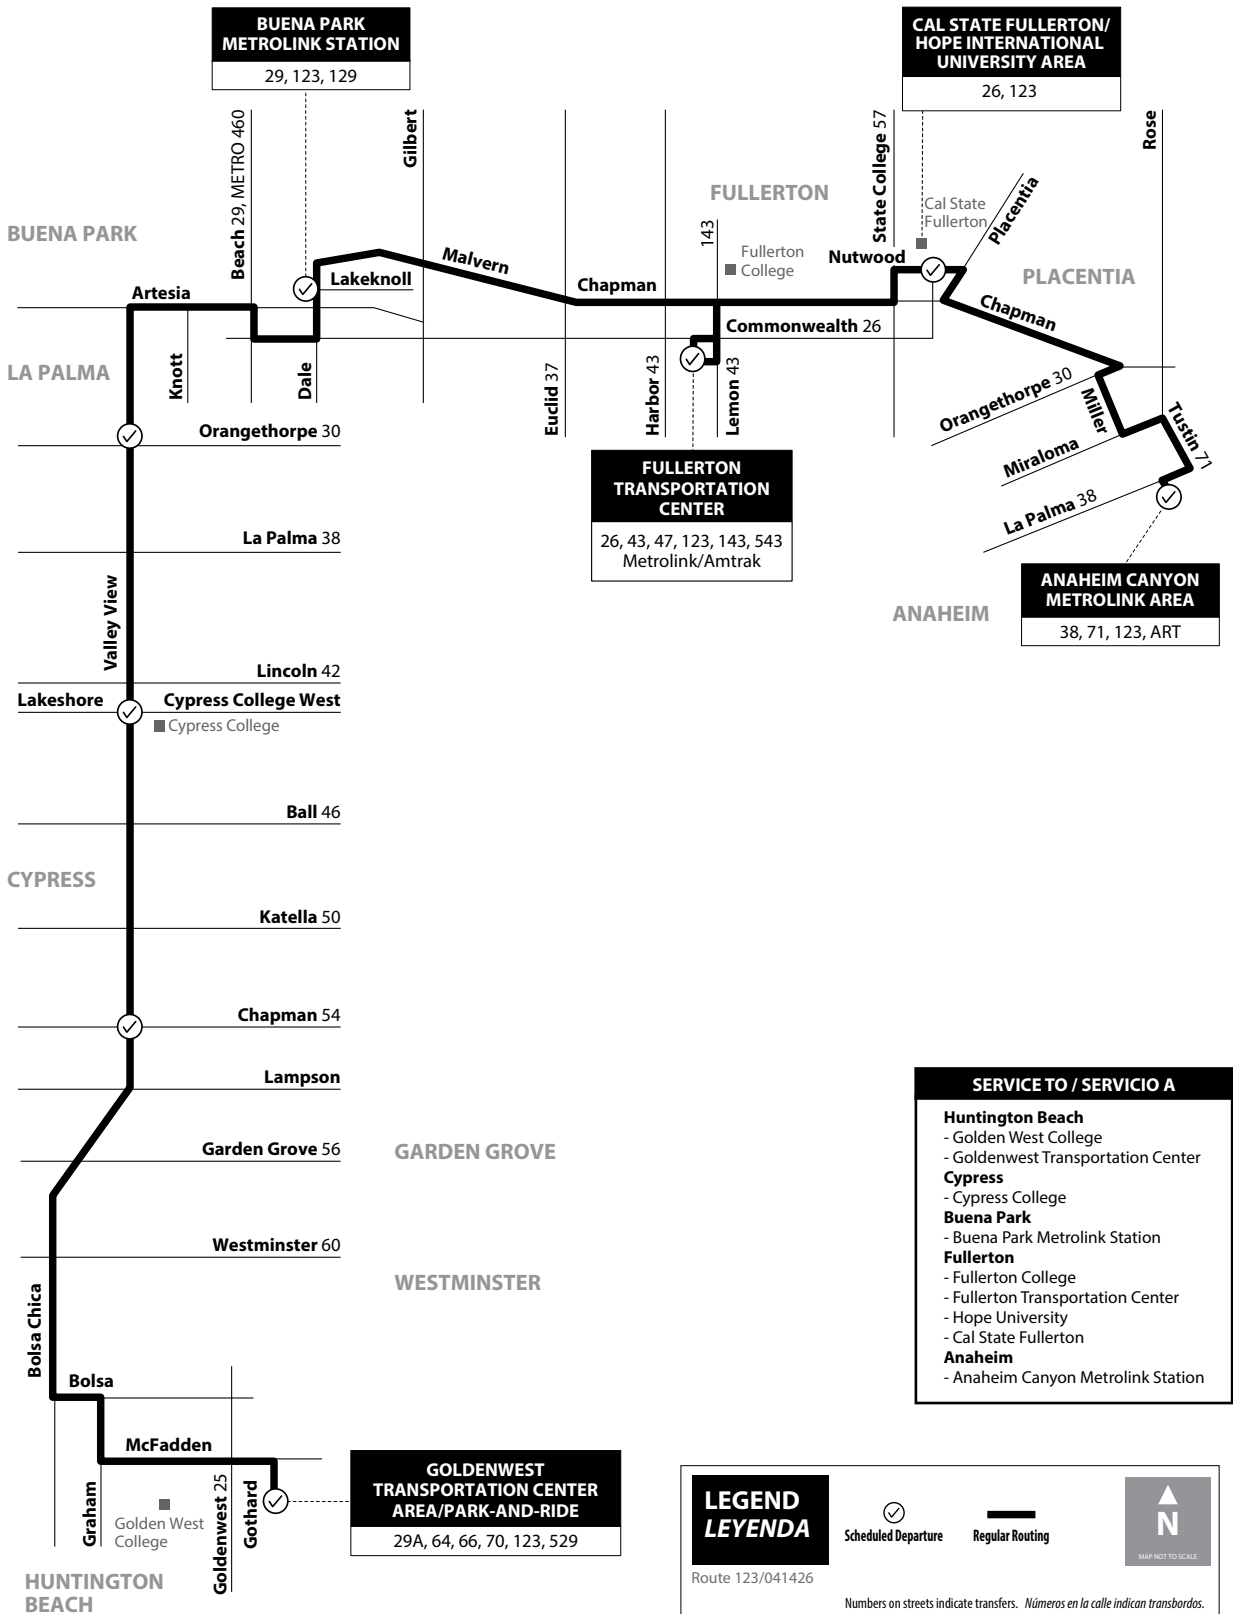 BUENA PARK
METROLINK STATION
29, 123, 129
CAL STATE FULLERTON/
HOPE INTERNATIONAL
UNIVERSITY AREA
26, 123
Beach 29, METRO 460
Gilbert
FULLERTON
143
Fullerton
College
State College 57
Cal State
Fullerton
Placentia
Rose
BUENA PARK
Malvern
Lakeknoll
Nutwood
PLACENTIA
Artesia
Chapman
Chapman
Commonwealth 26
LA PALMA
Knott
Dale
Euclid 37
Harbor 43
Lemon 43
Orangethorpe 30
Miller
Tustin 71
Miraloma
La Palma 38
Orangethorpe 30
FULLERTON
TRANSPORTATION
CENTER
26, 43, 47, 123, 143, 543
Metrolink/Amtrak
La Palma 38
ANAHEIM
ANAHEIM CANYON
METROLINK AREA
38, 71, 123, ART
Valley View
Lincoln 42
Lakeshore
Cypress College West
Cypress College
Ball 46
CYPRESS
Katella 50
Chapman 54
Lampson
Garden Grove 56
GARDEN GROVE
Westminster 60
WESTMINSTER
Bolsa Chica
Bolsa
McFadden
Graham
Golden West
College
Goldenwest 25
Gothard
HUNTINGTON
BEACH
GOLDENWEST
TRANSPORTATION CENTER
AREA/PARK-AND-RIDE
29A, 64, 66, 70, 123, 529
SERVICE TO / SERVICIO A
Huntington Beach
- Golden West College
- Goldenwest Transportation Center
Cypress
- Cypress College
Buena Park
- Buena Park Metrolink Station
Fullerton
- Fullerton College
- Fullerton Transportation Center
- Hope University
- Cal State Fullerton
Anaheim
- Anaheim Canyon Metrolink Station
LEGEND
LEYENDA
Scheduled Departure
Regular Routing
N
MAP NOT TO SCALE
Route 123/041426
Numbers on streets indicate transfers. Números en la calle indican transbordos.